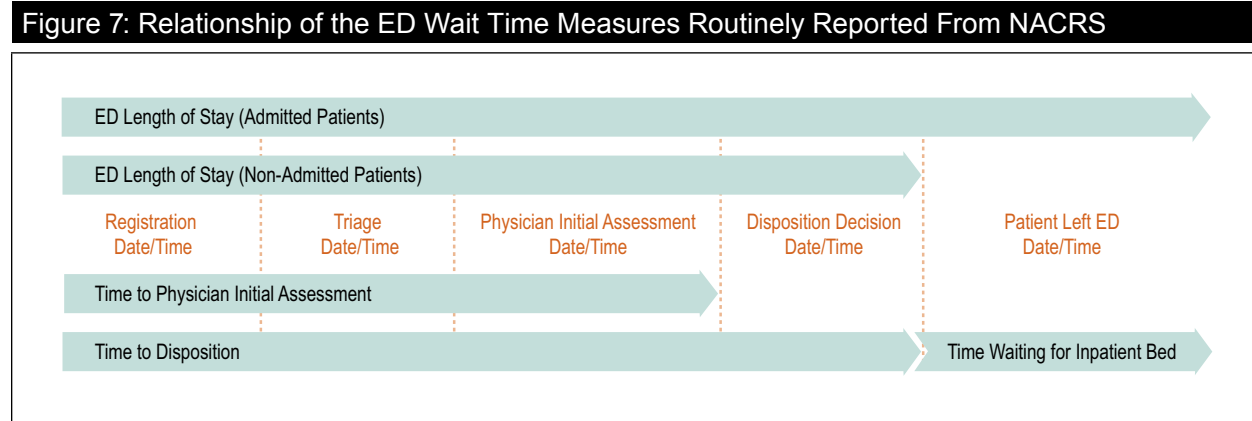 Figure 7: Relationship of the ED Wait Time Measures Routinely Reported From NACRS
ED Length of Stay (Admitted Patients)
ED Length of Stay (Non-Admitted Patients)
Registration
Date/Time
Triage
Date/Time
Physician Initial Assessment
Date/Time
Disposition Decision
Date/Time
Patient Left ED
Date/Time
Time to Physician Initial Assessment
Time to Disposition
Time Waiting for Inpatient Bed